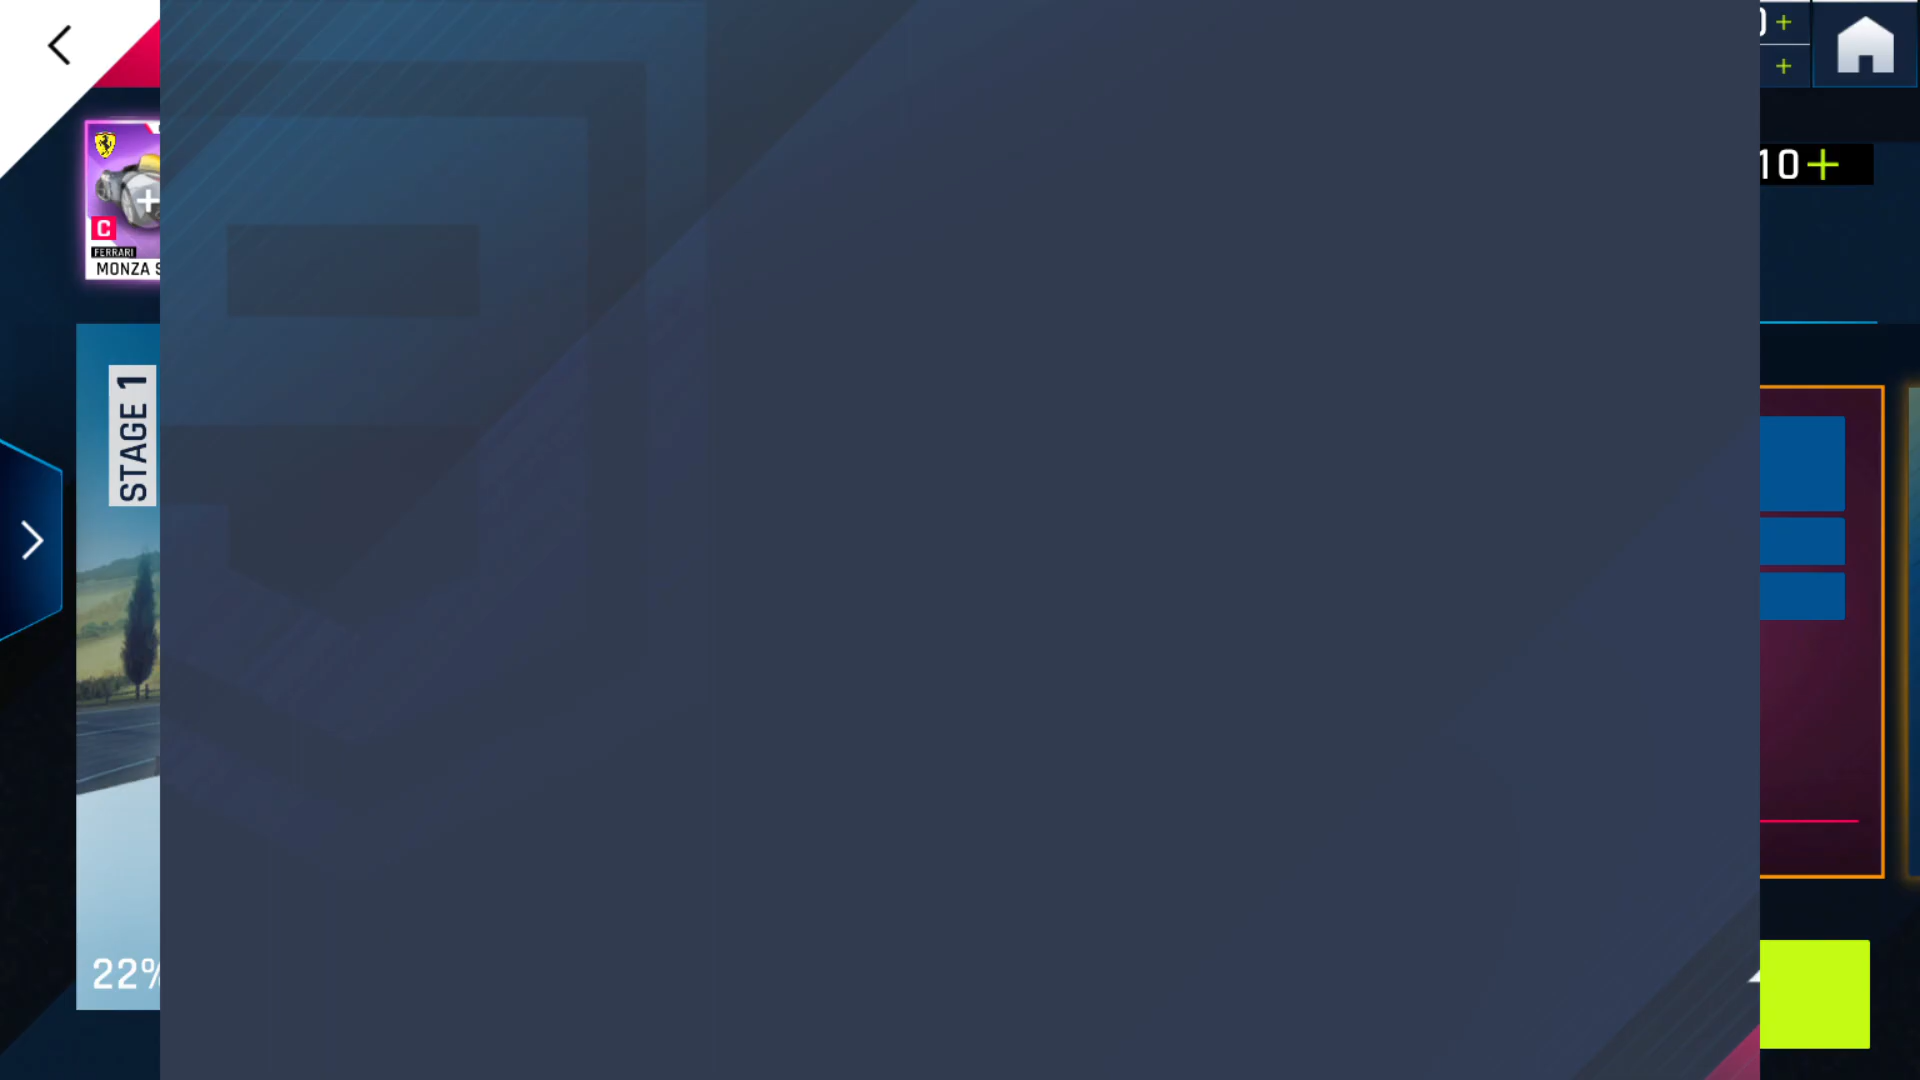 +
+
10+
C
FERRARI
MONZA
STAGE 1
22%